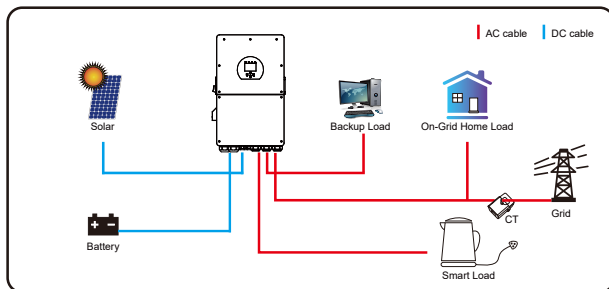 AC cable
DC cable
Solar
Backup Load
On-Grid Home Load
CT
Grid
Battery
Smart Load